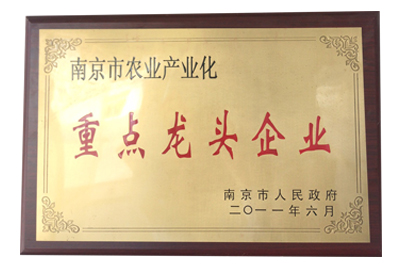 南京市农业产业化
重点龙头企业
南京市人民政府
二〇一一年六月